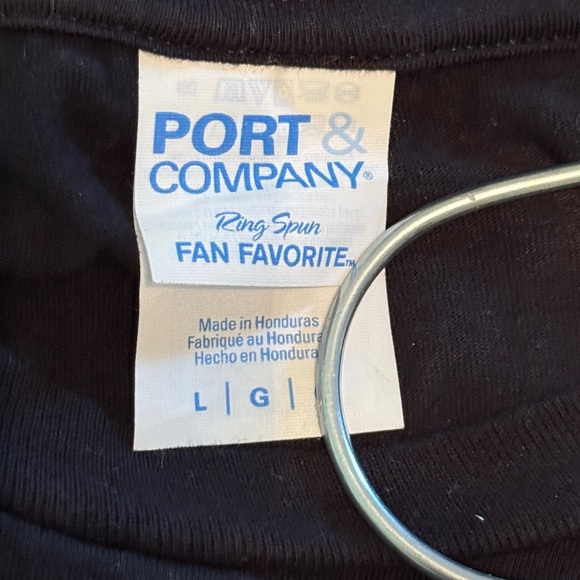 PORT &
COMPANY®
Ring Spun
FAN FAVORITE™
Made in Honduras
Fabriqué au Hondura
Hecho en Hondura
L | G |